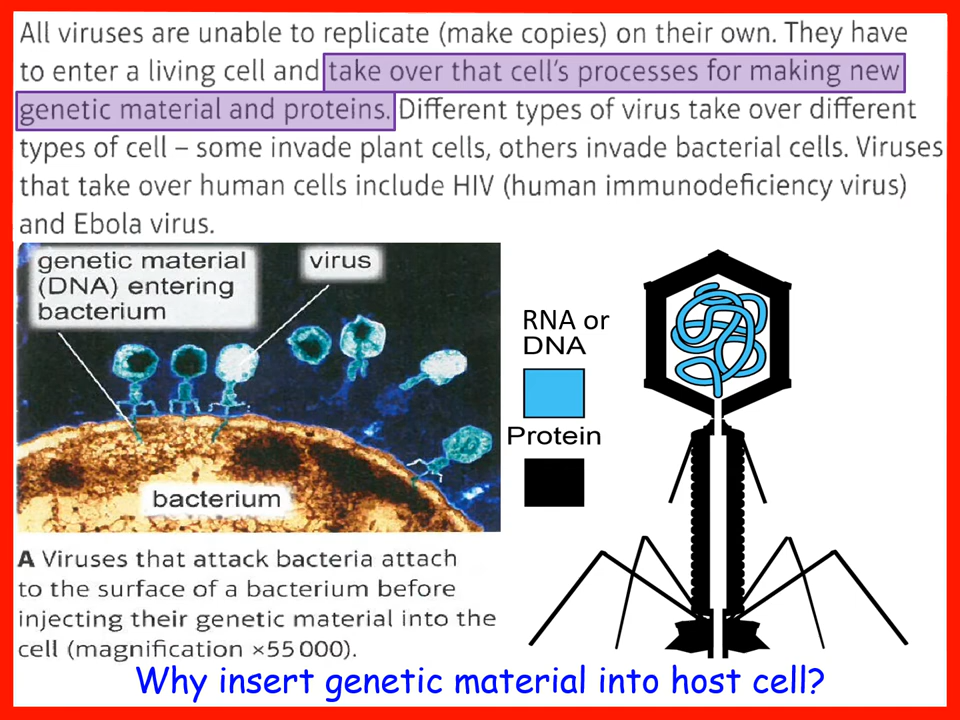 All viruses are unable to replicate (make copies) on their own. They have
to enter a living cell and take over that cell's processes for making new
genetic material and proteins. Different types of virus take over different
types of cell – some invade plant cells, others invade bacterial cells. Viruses
that take over human cells include HIV (human immunodeficiency virus)
and Ebola virus.
genetic material
(DNA) entering
bacterium
virus
bacterium
RNA or
DNA
Protein
A Viruses that attack bacteria attach
to the surface of a bacterium before
injecting their genetic material into the
cell (magnification ×55 000).
Why insert genetic material into host cell?